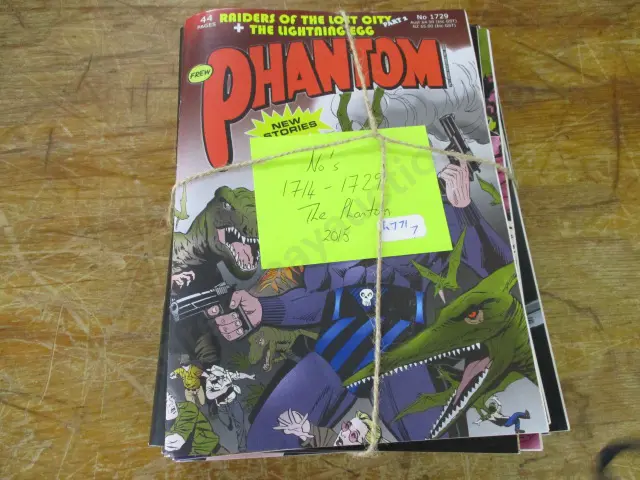 44
PAGES
RAIDERS OF THE LOST CITY
PART 2
+ THE LIGHTNING EGG
No 1729
FREW
PHANTOM
NEW
STORIES
No's
1714 - 1729
The Phantom
2015